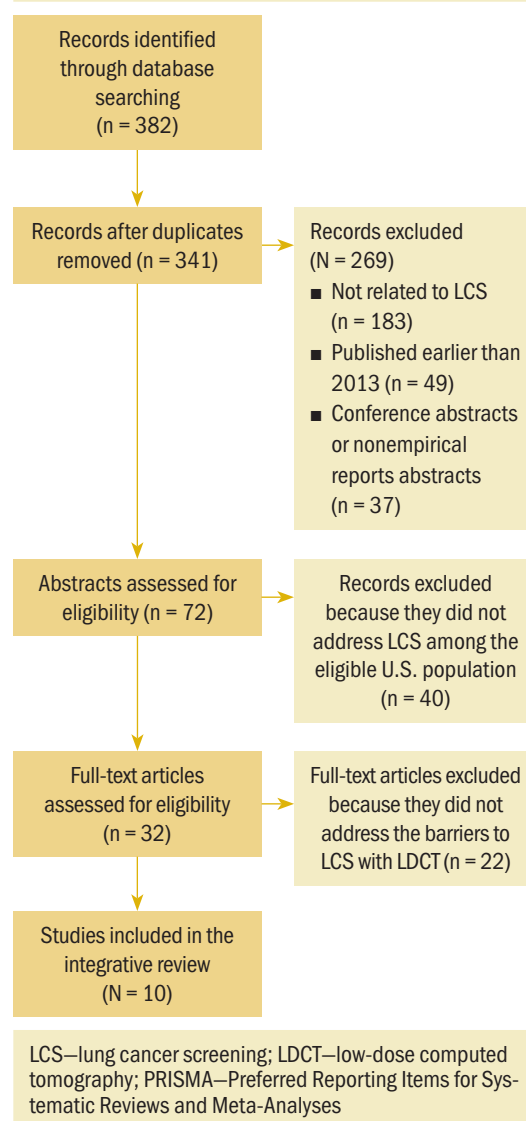 Records identified
through database
searching
(n = 382)
Records after duplicates
removed (n = 341)
Records excluded
(N = 269)
■ Not related to LCS
(n = 183)
■ Published earlier than
2013 (n = 49)
■ Conference abstracts
or nonempirical
reports abstracts
(n = 37)
Abstracts assessed for
eligibility (n = 72)
Records excluded
because they did not
address LCS among the
eligible U.S. population
(n = 40)
Full-text articles
assessed for eligibility
(n = 32)
Full-text articles excluded
because they did not
address the barriers to
LCS with LDCT (n = 22)
Studies included in the
integrative review
(N = 10)
LCS—lung cancer screening; LDCT—low-dose computed
tomography; PRISMA—Preferred Reporting Items for Sys-
tematic Reviews and Meta-Analyses